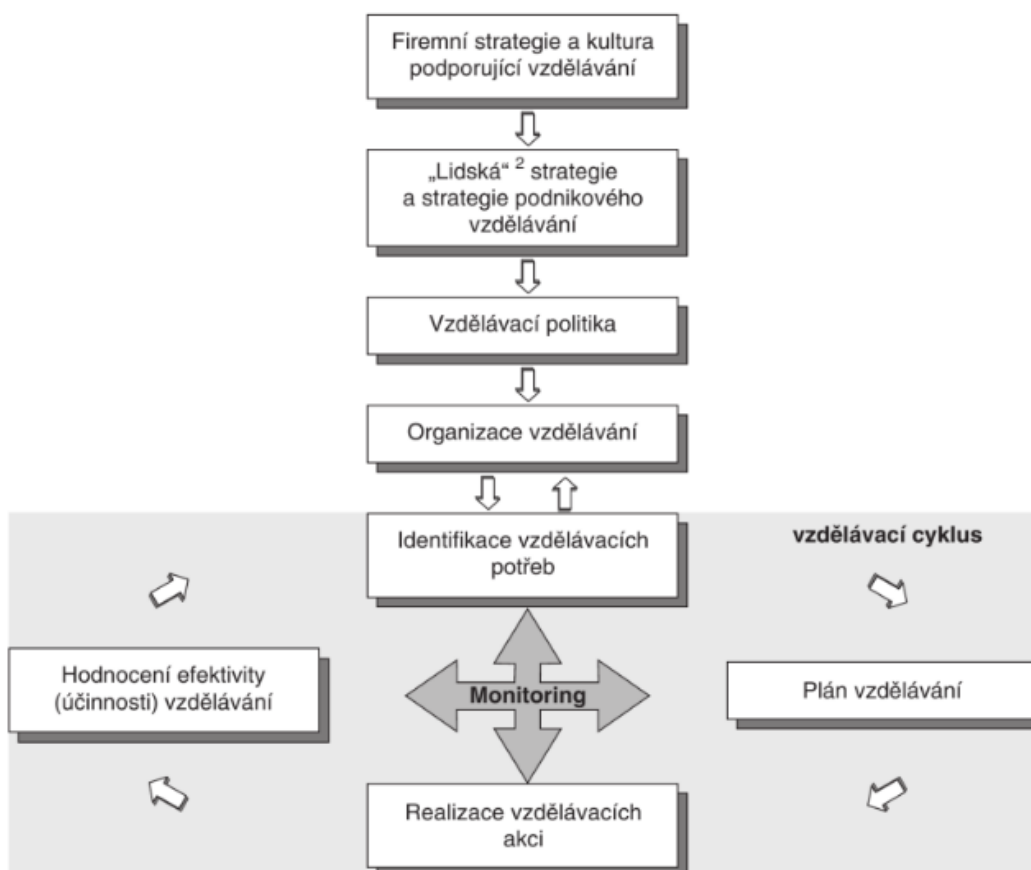 Firemní strategie a kultura
podporující vzdělávání
„Lidská“ ² strategie
a strategie podnikového
vzdělávání
Vzdělávací politika
Organizace vzdělávání
Identifikace vzdělávacích
potřeb
vzdělávací cyklus
Hodnocení efektivity
(účinnosti) vzdělávání
Monitoring
Plán vzdělávání
Realizace vzdělávacích
akci